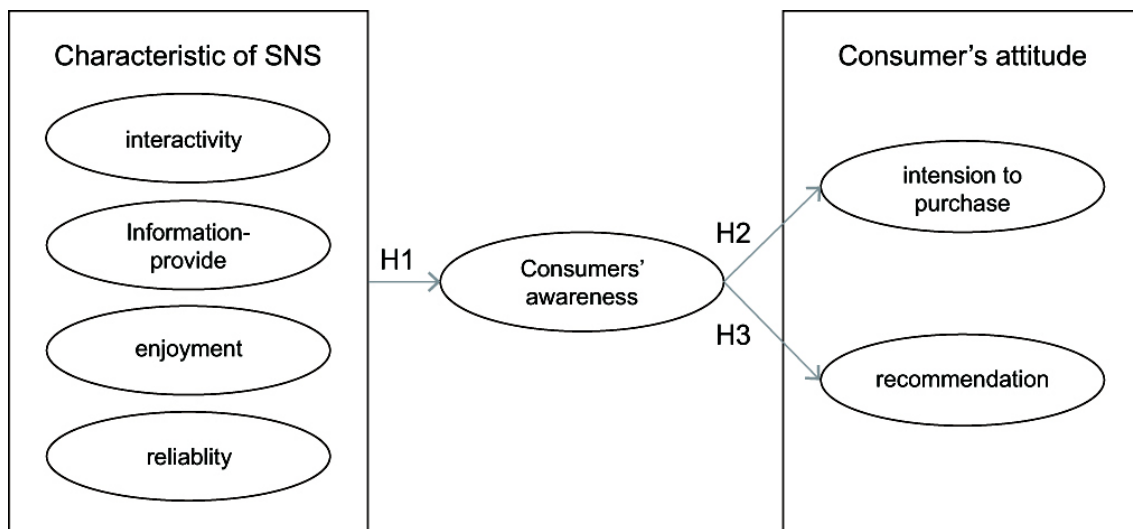 Characteristic of SNS
interactivity
Information-
provide
enjoyment
reliablity
H1
Consumers’
awareness
H2
H3
Consumer’s attitude
intension to
purchase
recommendation